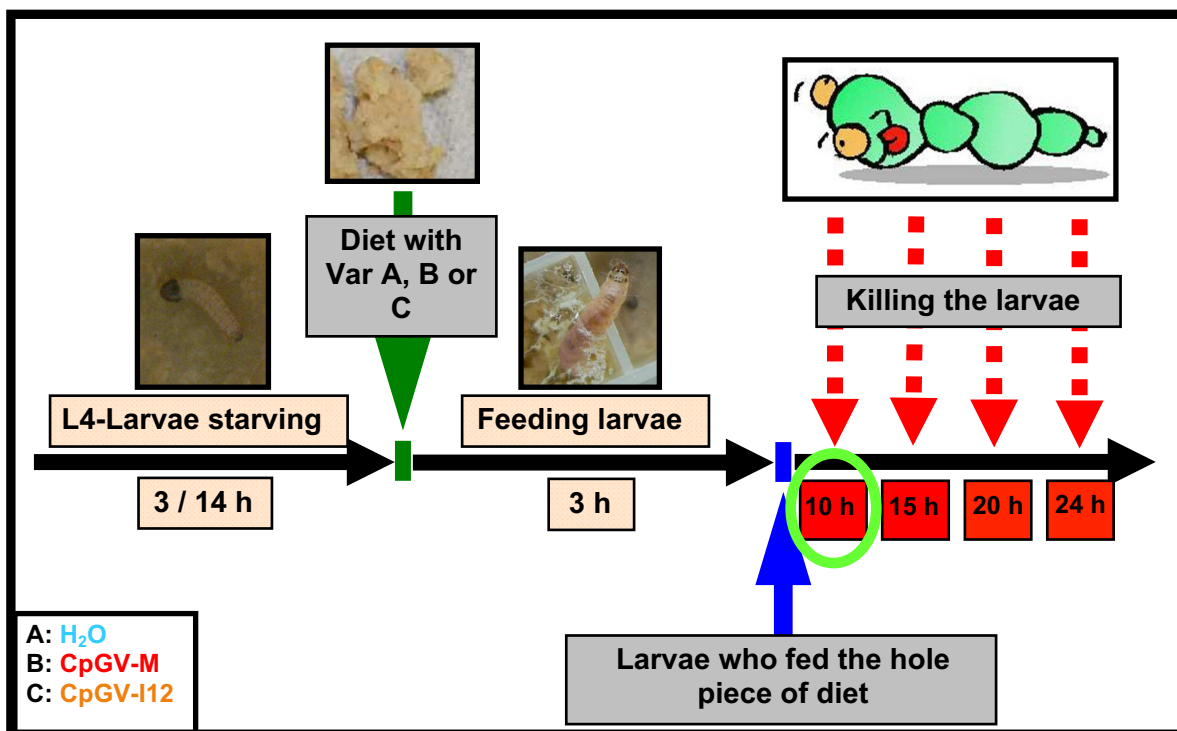 Diet with
Var A, B or
C
Killing the larvae
L4-Larvae starving
Feeding larvae
3 / 14 h
3 h
10 h
15 h
20 h
24 h
A: H₂O
B: CpGV-M
C: CpGV-I12
Larvae who fed the hole
piece of diet